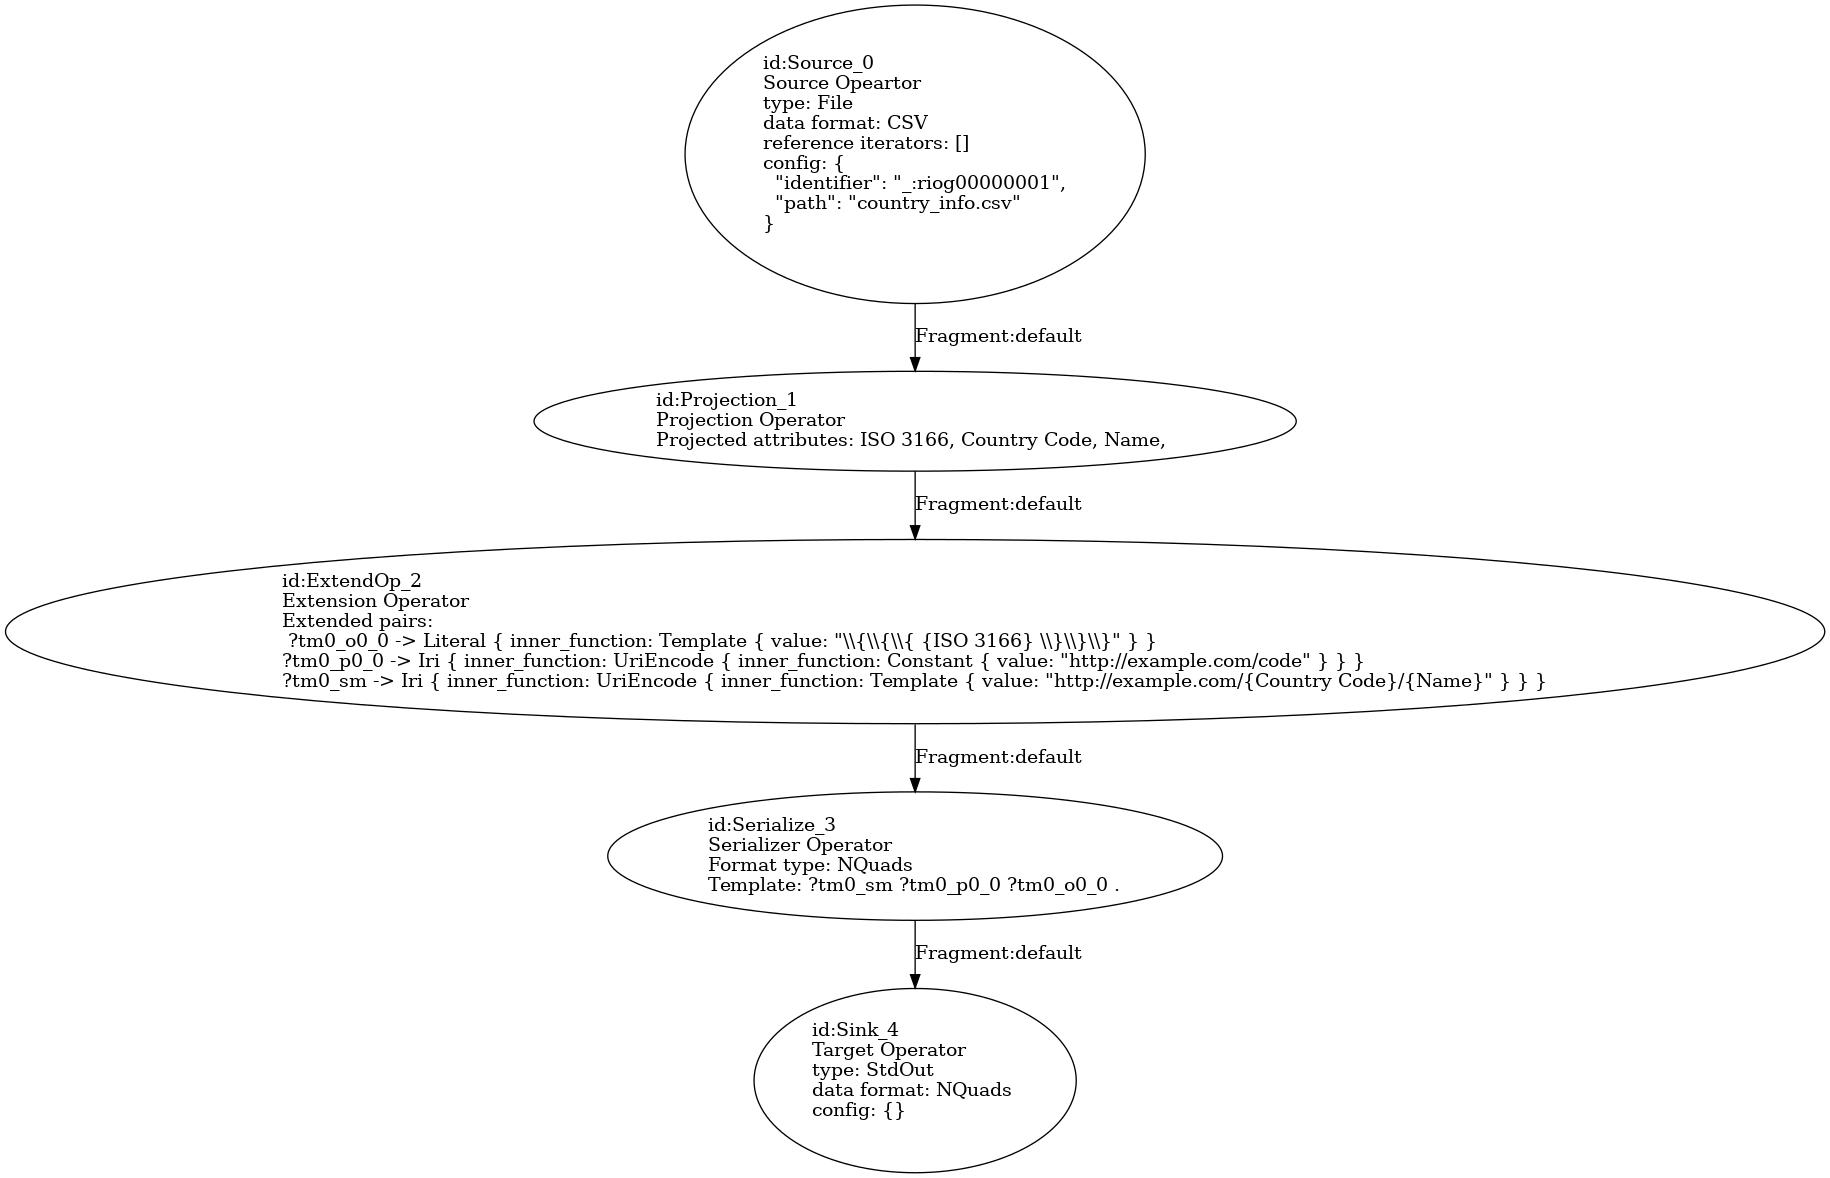 id:Source_0
Source Opeartor
type: File
data format: CSV
reference iterators: []
config: {
  "identifier": "_:riog00000001",
  "path": "country_info.csv"
}
Fragment:default
id:Projection_1
Projection Operator
Projected attributes: ISO 3166, Country Code, Name,
Fragment:default
id:ExtendOp_2
Extension Operator
Extended pairs:
 ?tm0_o0_0 -> Literal { inner_function: Template { value: "\\{\\{\\{ {ISO 3166} \\}\\}\\}" } }
?tm0_p0_0 -> Iri { inner_function: UriEncode { inner_function: Constant { value: "http://example.com/code" } } }
?tm0_sm -> Iri { inner_function: UriEncode { inner_function: Template { value: "http://example.com/{Country Code}/{Name}" } } }
Fragment:default
id:Serialize_3
Serializer Operator
Format type: NQuads
Template: ?tm0_sm ?tm0_p0_0 ?tm0_o0_0 .
Fragment:default
id:Sink_4
Target Operator
type: StdOut
data format: NQuads
config: {}